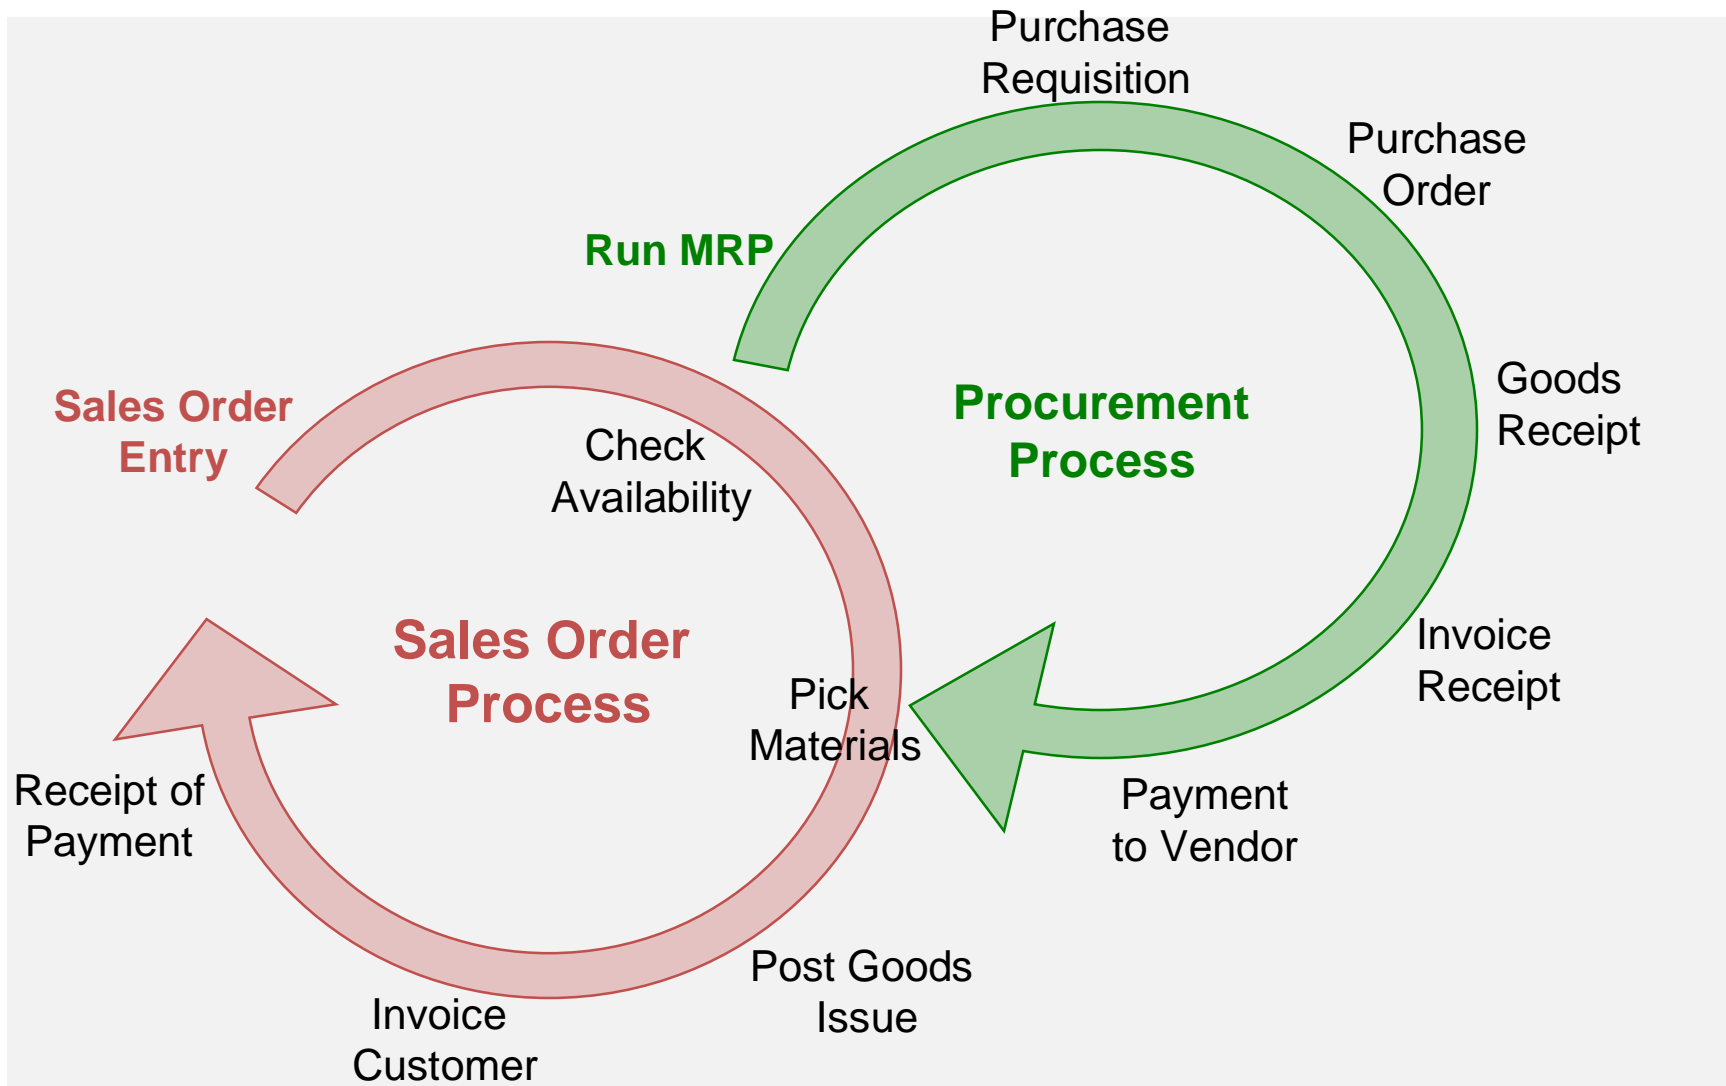 Purchase
Requisition
Purchase
Order
Run MRP
Goods
Receipt
Procurement
Process
Sales Order
Entry
Check
Availability
Sales Order
Process
Invoice
Receipt
Pick
Materials
Receipt of
Payment
Payment
to Vendor
Post Goods
Issue
Invoice
Customer